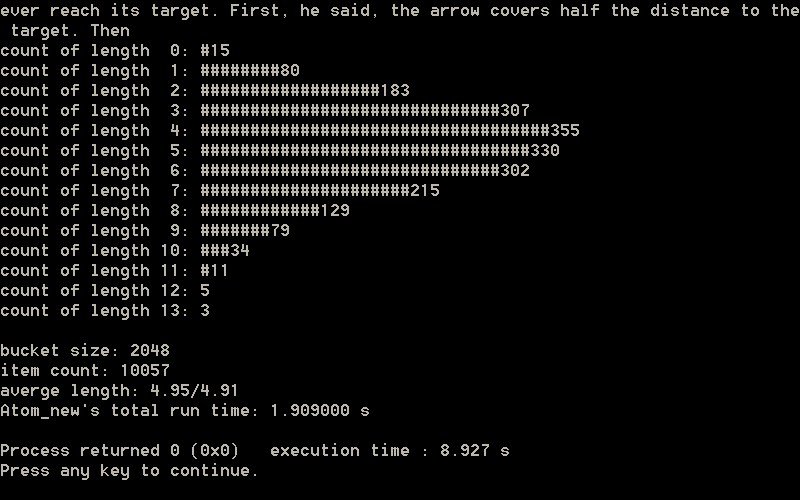 ever reach its target. First, he said, the arrow covers half the distance to the
target. Then
count of length  0: #15
count of length  1: ########80
count of length  2: ##################183
count of length  3: ##############################307
count of length  4: ###################################355
count of length  5: #################################330
count of length  6: ##############################302
count of length  7: #####################215
count of length  8: ############129
count of length  9: #######79
count of length 10: ###34
count of length 11: #11
count of length 12: 5
count of length 13: 3
bucket size: 2048
item count: 10057
averge length: 4.95/4.91
Atom_new's total run time: 1.909000 s
Process returned 0 (0x0)   execution time : 8.927 s
Press any key to continue.